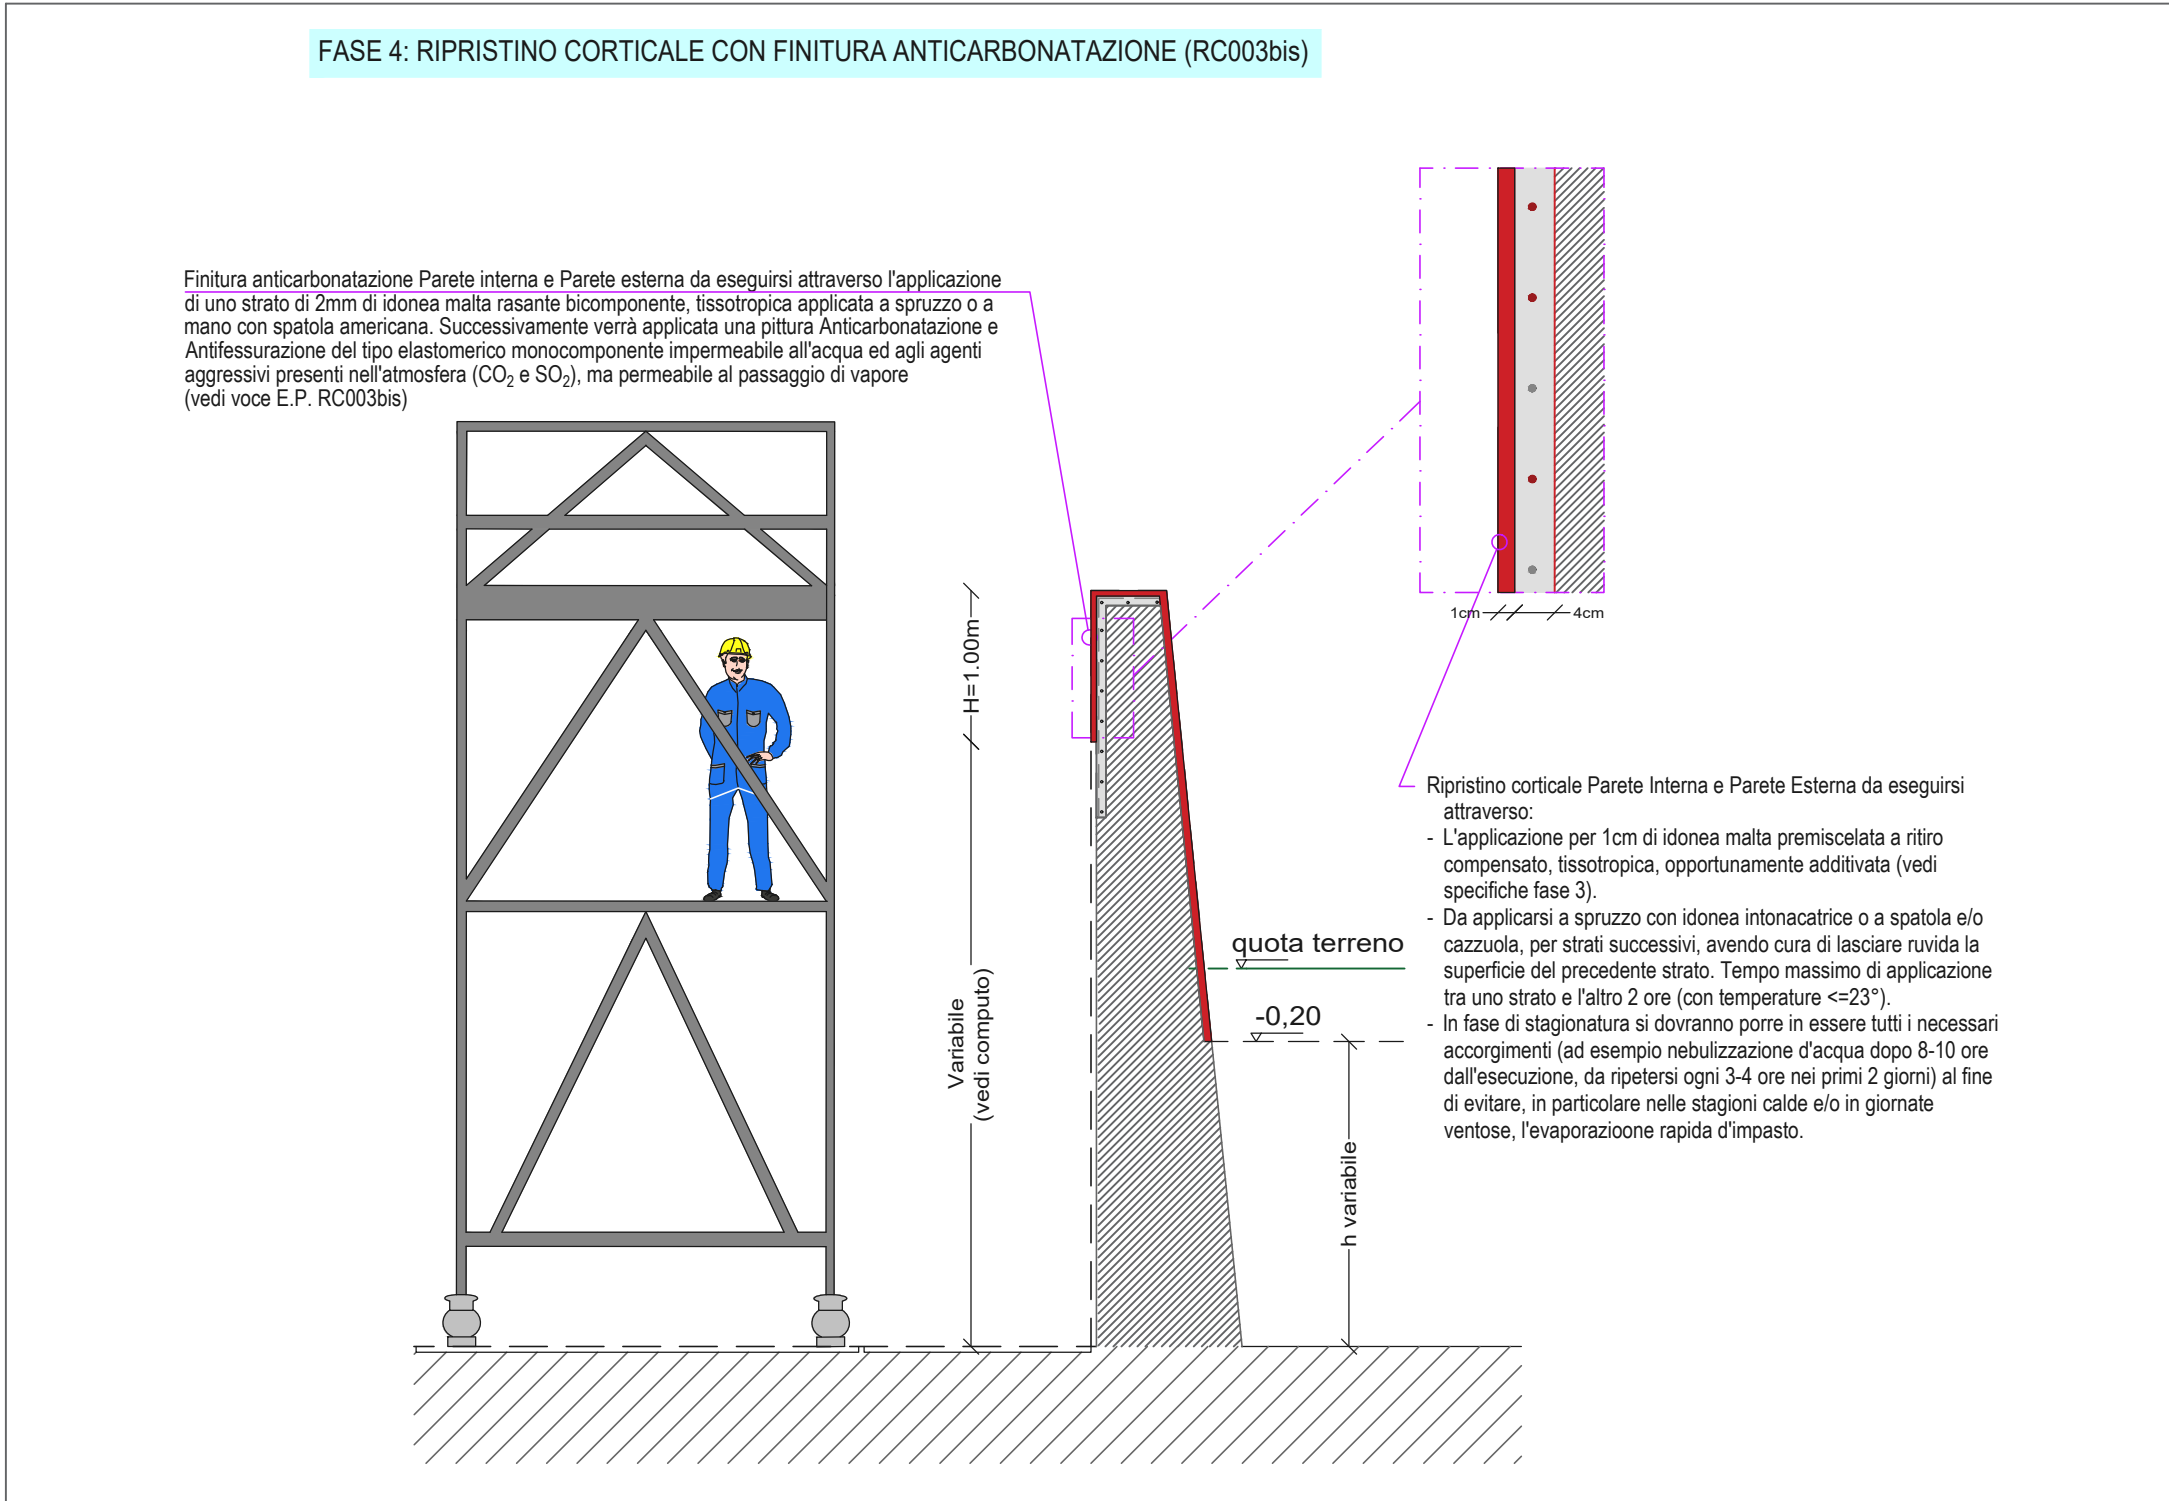 FASE 4: RIPRISTINO CORTICALE CON FINITURA ANTICARBONATAZIONE (RC003bis)
Finitura anticarbonatazione Parete interna e Parete esterna da eseguirsi attraverso l'applicazione
di uno strato di 2mm di idonea malta rasante bicomponente, tissotropica applicata a spruzzo o a
mano con spatola americana. Successivamente verrà applicata una pittura Anticarbonatazione e
Antifessurazione del tipo elastomerico monocomponente impermeabile all'acqua ed agli agenti
aggressivi presenti nell'atmosfera (CO₂ e SO₂), ma permeabile al passaggio di vapore
(vedi voce E.P. RC003bis)
1cm
4cm
H=1.00m
Variabile
(vedi computo)
quota terreno
-0,20
h variabile
Ripristino corticale Parete Interna e Parete Esterna da eseguirsi
attraverso:
- L'applicazione per 1cm di idonea malta premiscelata a ritiro
compensato, tissotropica, opportunamente additivata (vedi
specifiche fase 3).
- Da applicarsi a spruzzo con idonea intonacatrice o a spatola e/o
cazzuola, per strati successivi, avendo cura di lasciare ruvida la
superficie del precedente strato. Tempo massimo di applicazione
tra uno strato e l'altro 2 ore (con temperature <=23°).
- In fase di stagionatura si dovranno porre in essere tutti i necessari
accorgimenti (ad esempio nebulizzazione d'acqua dopo 8-10 ore
dall'esecuzione, da ripetersi ogni 3-4 ore nei primi 2 giorni) al fine
di evitare, in particolare nelle stagioni calde e/o in giornate
ventose, l'evaporazioone rapida d'impasto.